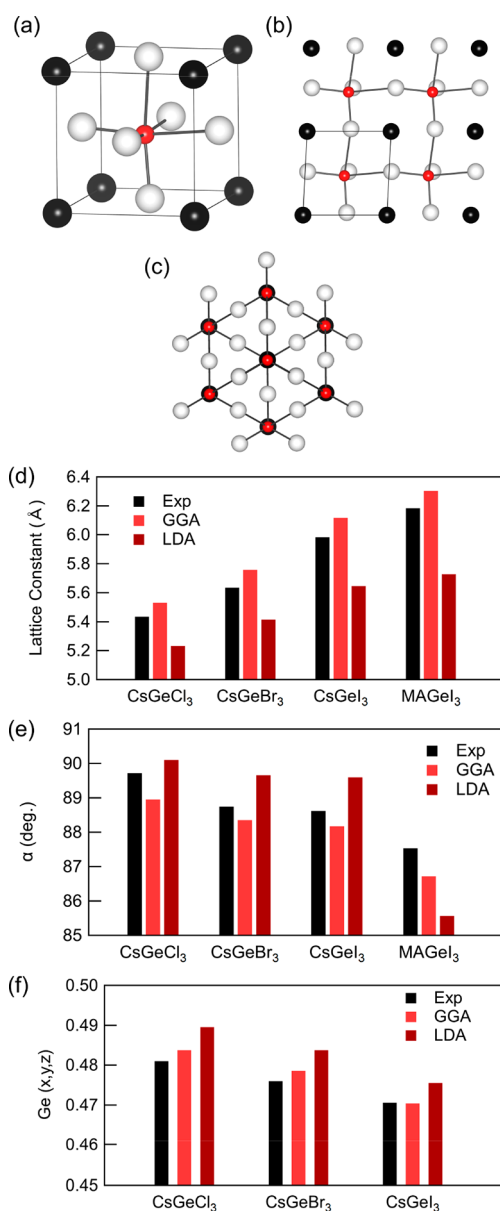 (a)
(b)
(c)
(d)
Lattice Constant (Å)
6.4
6.2
6.0
5.8
5.6
5.4
5.2
5.0
Exp
GGA
LDA
CsGeCl₃
CsGeBr₃
CsGeI₃
MAGeI₃
(e)
α (deg.)
91
90
89
88
87
86
85
Exp
GGA
LDA
CsGeCl₃
CsGeBr₃
CsGeI₃
MAGeI₃
(f)
Ge (x,y,z)
0.50
0.49
0.48
0.47
0.46
0.45
Exp
GGA
LDA
CsGeCl₃
CsGeBr₃
CsGeI₃